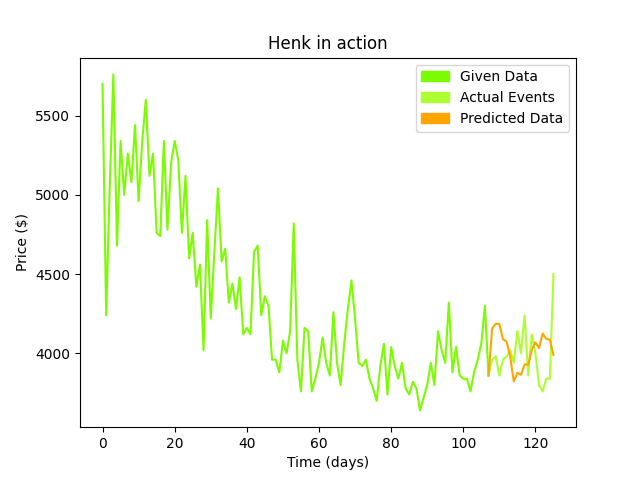 Henk in action
Given Data
Actual Events
Predicted Data
Price ($)
5500
5000
4500
4000
0 20 40 60 80 100 120
Time (days)